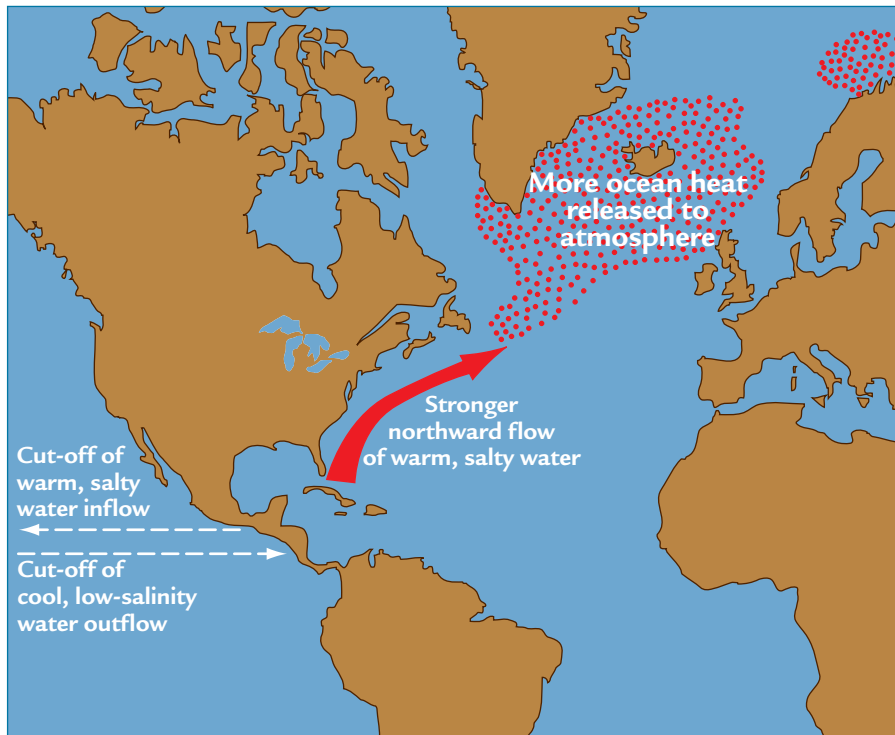 More ocean heat
released to
atmosphere
Stronger
northward flow
of warm, salty water
Cut-off of
warm, salty
water inflow
Cut-off of
cool, low-salinity
water outflow